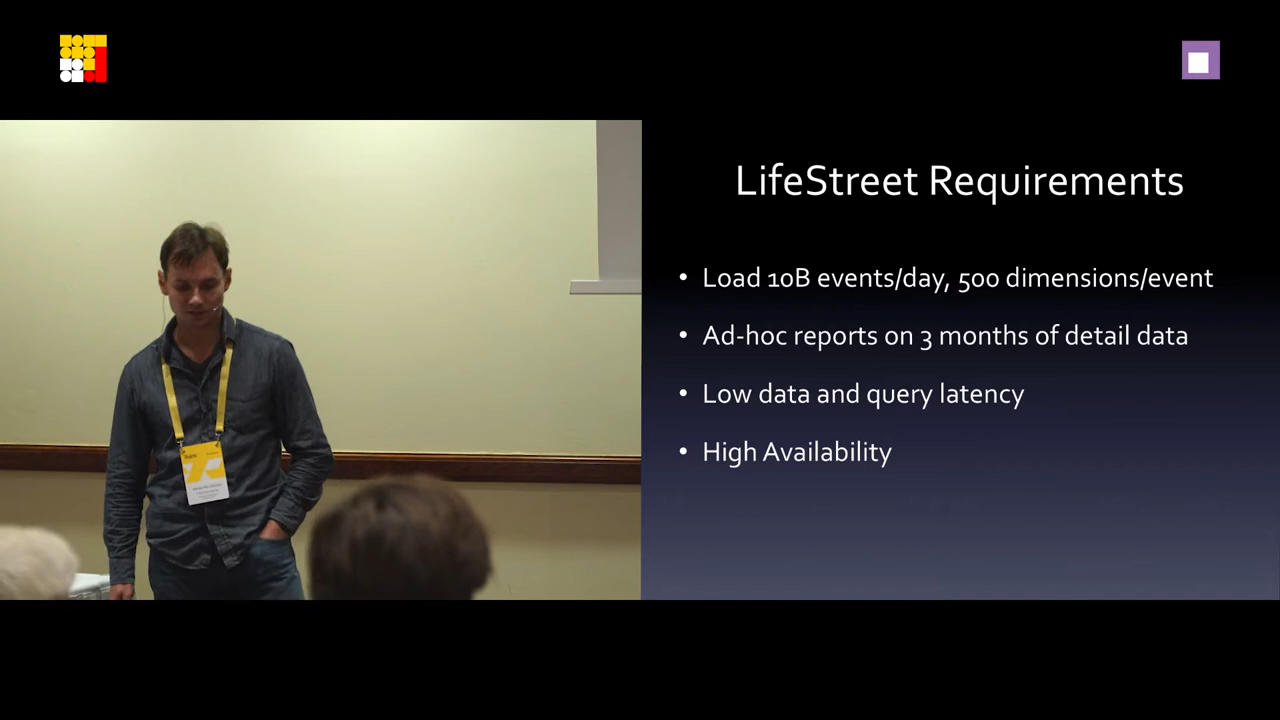 LifeStreet Requirements
• Load 10B events/day, 500 dimensions/event
• Ad-hoc reports on 3 months of detail data
• Low data and query latency
• High Availability